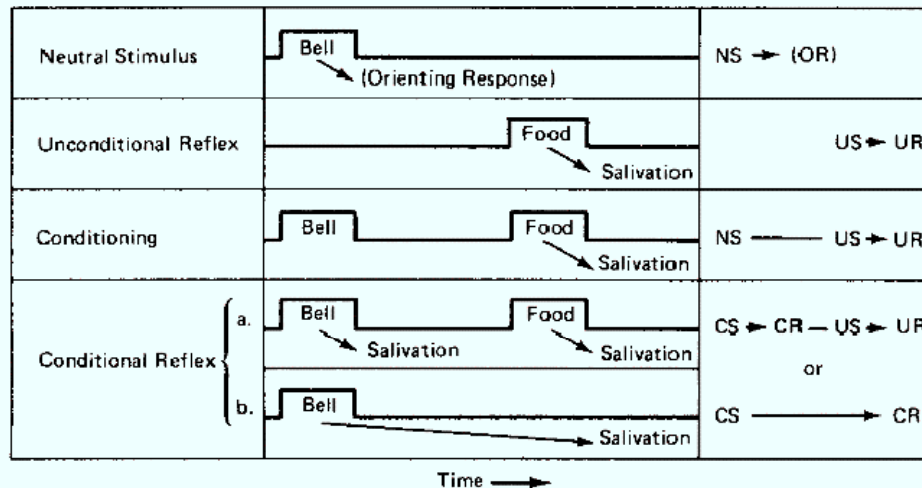 Neutral Stimulus
Bell
(Orienting Response)
NS → (OR)
Unconditional Reflex
Food
Salivation
US → UR
Conditioning
Bell
Food
Salivation
NS —— US → UR
Conditional Reflex
a.
Bell
Salivation
Food
Salivation
CS → CR — US → UR
or
b.
Bell
Salivation
CS → CR
Time →